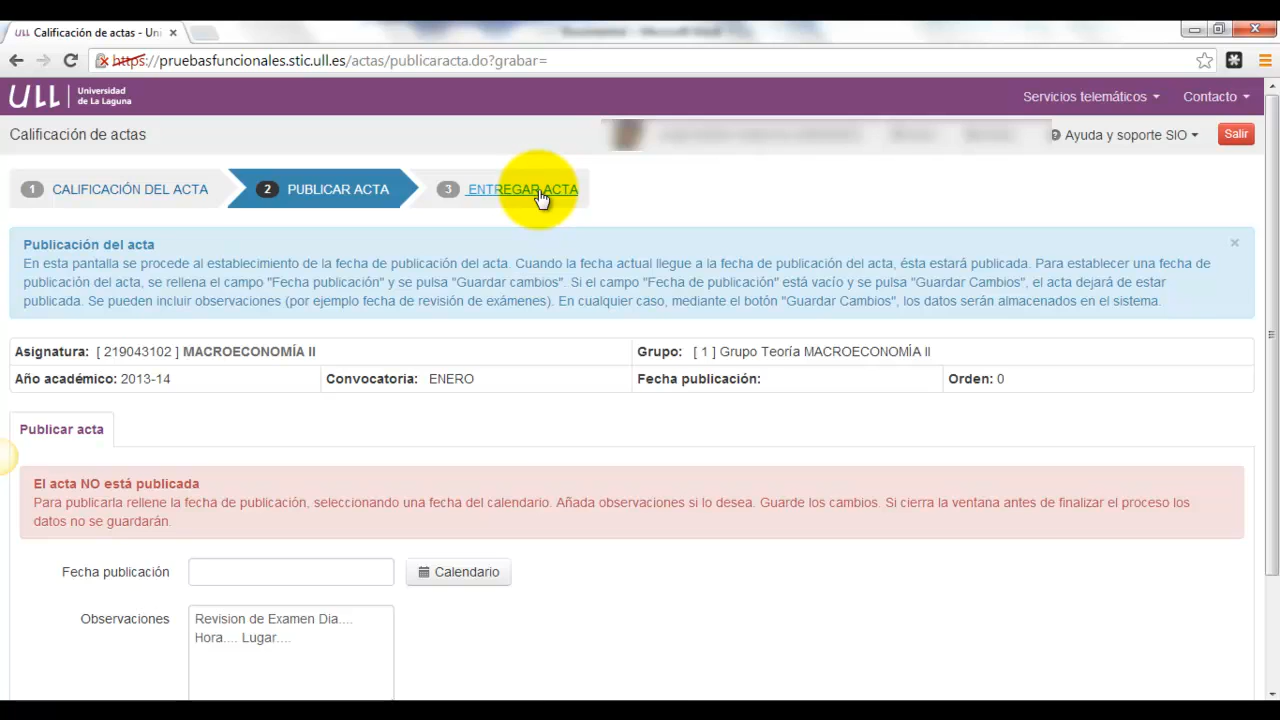 ULL Calificación de actas - Uni
https://pruebasfuncionales.stic.ull.es/actas/publicaracta.do?grabar=
ULL Universidad de La Laguna
Servicios telemáticos Contacto
Calificación de actas
Ayuda y soporte SIO Salir
1 CALIFICACIÓN DEL ACTA 2 PUBLICAR ACTA 3 ENTREGAR ACTA
Publicación del acta ×
En esta pantalla se procede al establecimiento de la fecha de publicación del acta. Cuando la fecha actual llegue a la fecha de publicación del acta, ésta estará publicada. Para establecer una fecha de
publicación del acta, se rellena el campo "Fecha publicación" y se pulsa "Guardar cambios". Si el campo "Fecha de publicación" está vacío y se pulsa "Guardar Cambios", el acta dejará de estar
publicada. Se pueden incluir observaciones (por ejemplo fecha de revisión de exámenes). En cualquier caso, mediante el botón "Guardar Cambios", los datos serán almacenados en el sistema.
Asignatura: [ 219043102 ] MACROECONOMÍA II Grupo: [ 1 ] Grupo Teoría MACROECONOMÍA II
Año académico: 2013-14 Convocatoria: ENERO Fecha publicación: Orden: 0
Publicar acta
El acta NO está publicada
Para publicarla rellene la fecha de publicación, seleccionando una fecha del calendario. Añada observaciones si lo desea. Guarde los cambios. Si cierra la ventana antes de finalizar el proceso los
datos no se guardarán.
Fecha publicación Calendario
Observaciones Revision de Examen Dia....
Hora.... Lugar....